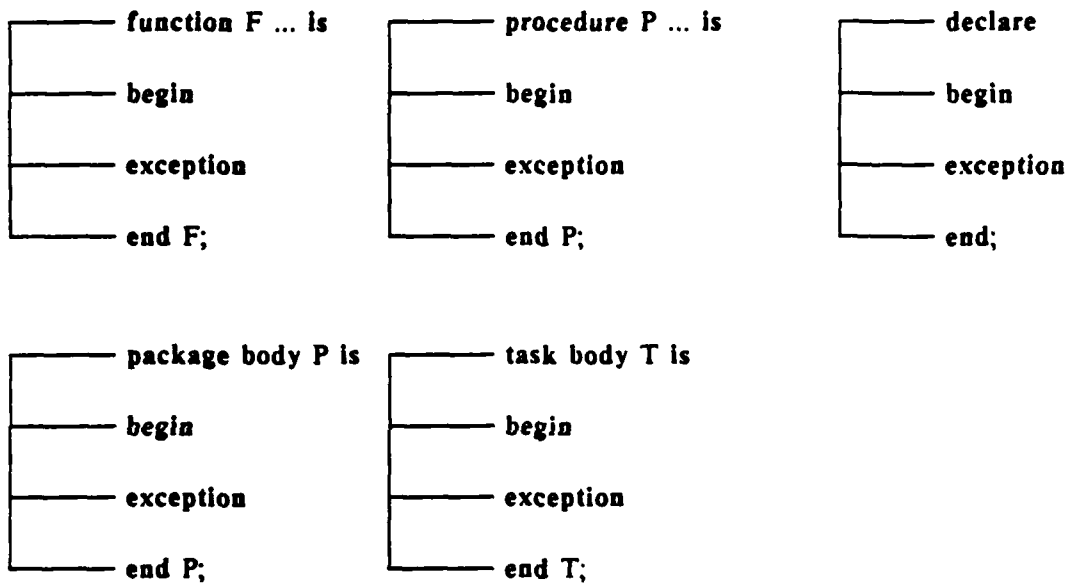 function F ... is
begin
exception
end F;
procedure P ... is
begin
exception
end P;
declare
begin
exception
end;
package body P is
begin
exception
end P;
task body T is
begin
exception
end T;